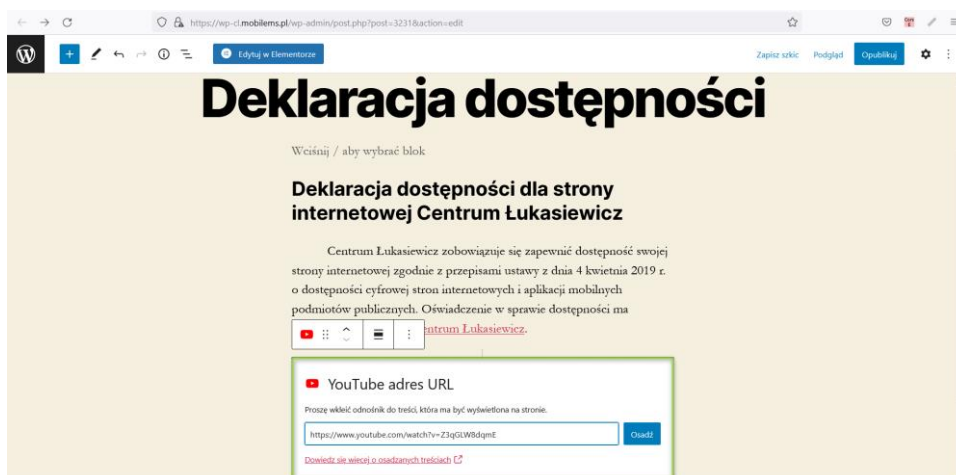 https://wp-cl.mobilems.pl/wp-admin/post.php?post=3231&action=edit
Edytuj w Elementorze
Zapisz szkic Podgląd Opublikuj
Deklaracja dostępności
Wciśnij / aby wybrać blok
Deklaracja dostępności dla strony
internetowej Centrum Łukasiewicz
Centrum Łukasiewicz zobowiązuje się zapewnić dostępność swojej
strony internetowej zgodnie z przepisami ustawy z dnia 4 kwietnia 2019 r.
o dostępności cyfrowej stron internetowych i aplikacji mobilnych
podmiotów publicznych. Oświadczenie w sprawie dostępności ma
entrum Łukasiewicz.
YouTube adres URL
Proszę wkleić odnośnik do treści, która ma być wyświetlona na stronie.
https://www.youtube.com/watch?v=Z3qGLW8dqmE
Osadź
Dowiedz się więcej o osadzanych treściach